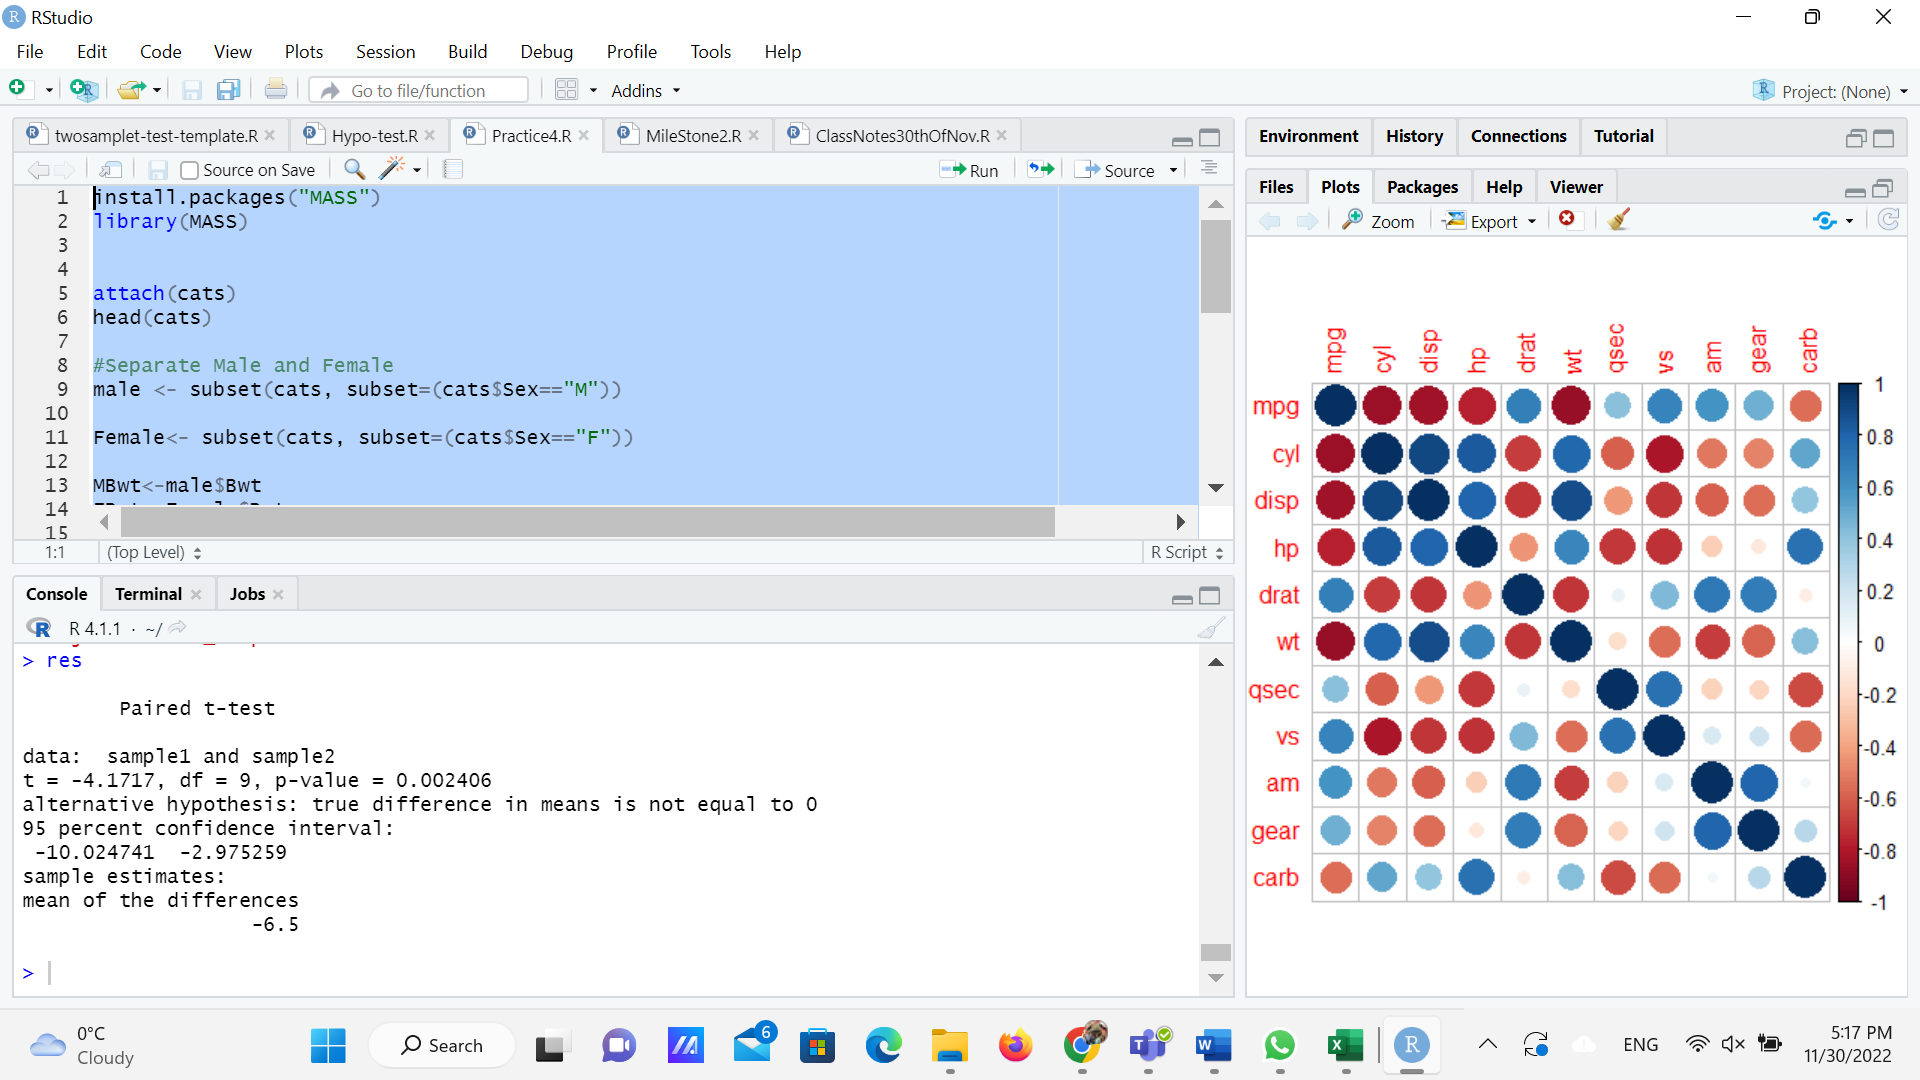 RStudio
File Edit Code View Plots Session Build Debug Profile Tools Help
Go to file/function Addins Project: (None)
twosamplet-test-template.R Hypo-test.R Practice4.R MileStone2.R ClassNotes30thOfNov.R
Source on Save Run Source
1 install.packages("MASS")
2 library(MASS)
3
4
5 attach(cats)
6 head(cats)
7
8 #Separate Male and Female
9 male <- subset(cats, subset=(cats$Sex=="M"))
10
11 Female<- subset(cats, subset=(cats$Sex=="F"))
12
13 MBwt<-male$Bwt
14
15
1:1 (Top Level) R Script
Console Terminal Jobs
R 4.1.1 · ~/
> res
Paired t-test
data: sample1 and sample2
t = -4.1717, df = 9, p-value = 0.002406
alternative hypothesis: true difference in means is not equal to 0
95 percent confidence interval:
-10.024741 -2.975259
sample estimates:
mean of the differences
-6.5
>
Environment History Connections Tutorial
Files Plots Packages Help Viewer
Zoom Export
mpg cyl disp hp drat wt qsec vs am gear carb
mpg
cyl
disp
hp
drat
wt
qsec
vs
am
gear
carb
1
0.8
0.6
0.4
0.2
0
-0.2
-0.4
-0.6
-0.8
-1
0°C
Cloudy
Search
6
ENG
5:17 PM
11/30/2022